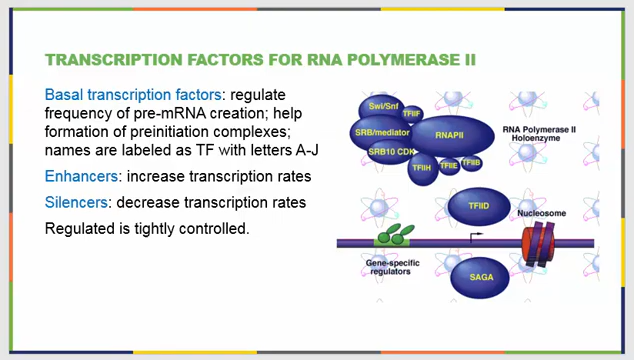 TRANSCRIPTION FACTORS FOR RNA POLYMERASE II
Basal transcription factors: regulate
frequency of pre-mRNA creation; help
formation of preinitiation complexes;
names are labeled as TF with letters A-J
Enhancers: increase transcription rates
Silencers: decrease transcription rates
Regulated is tightly controlled.
Swi/Snf
TFIIF
SRB/mediator
RNAPII
SRB10 CDK
TFIIH
TFIIE
TFIIB
RNA Polymerase II
Holoenzyme
TFIID
Nucleosome
Gene-specific
regulators
SAGA